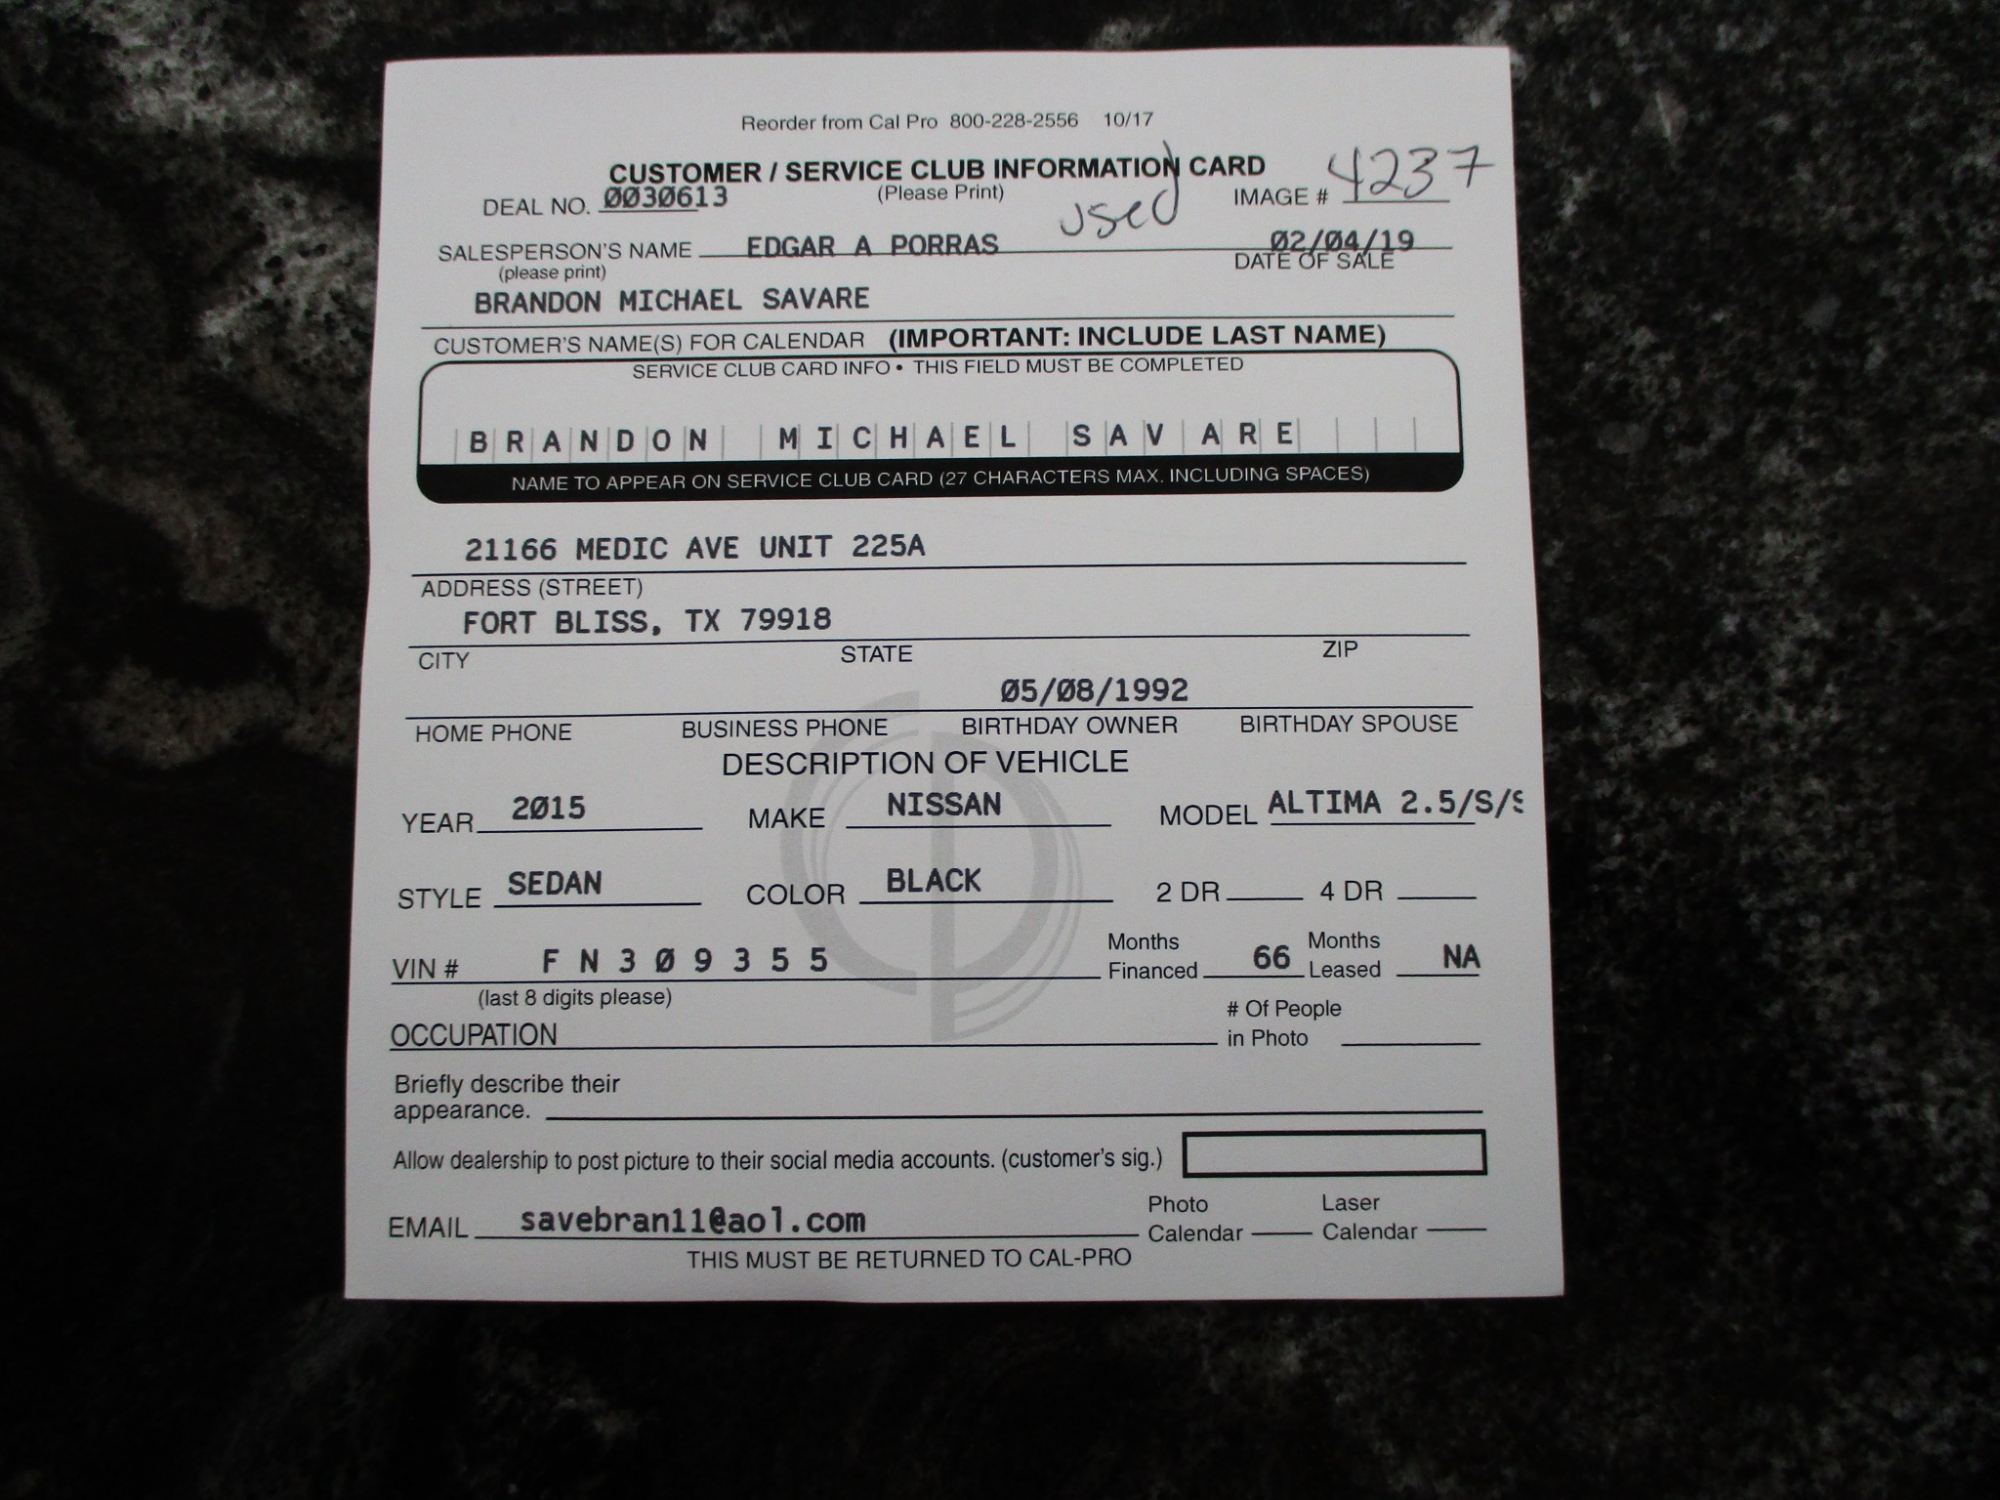 Reorder from Cal Pro 800-228-2556 10/17
CUSTOMER / SERVICE CLUB INFORMATION CARD
(Please Print)
DEAL NO. 0030613
used
IMAGE # 4237
SALESPERSON'S NAME EDGAR A PORRAS
(please print)
02/04/19
DATE OF SALE
BRANDON MICHAEL SAVARE
CUSTOMER'S NAME(S) FOR CALENDAR (IMPORTANT: INCLUDE LAST NAME)
SERVICE CLUB CARD INFO • THIS FIELD MUST BE COMPLETED
BRANDON MICHAEL SAVARE
NAME TO APPEAR ON SERVICE CLUB CARD (27 CHARACTERS MAX. INCLUDING SPACES)
21166 MEDIC AVE UNIT 225A
ADDRESS (STREET)
FORT BLISS, TX 79918
CITY STATE ZIP
05/08/1992
HOME PHONE BUSINESS PHONE BIRTHDAY OWNER BIRTHDAY SPOUSE
DESCRIPTION OF VEHICLE
YEAR 2015 MAKE NISSAN MODEL ALTIMA 2.5/S/S
STYLE SEDAN COLOR BLACK 2 DR 4 DR
VIN # FN309355 Months Financed 66 Months Leased NA
(last 8 digits please)
OCCUPATION # Of People in Photo
Briefly describe their
appearance.
Allow dealership to post picture to their social media accounts. (customer's sig.)
EMAIL savebran11@aol.com Photo Calendar Laser Calendar
THIS MUST BE RETURNED TO CAL-PRO